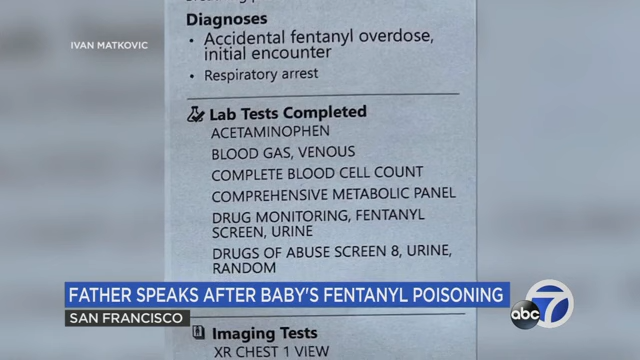 IVAN MATKOVIC
Diagnoses
• Accidental fentanyl overdose,
initial encounter
• Respiratory arrest
Lab Tests Completed
ACETAMINOPHEN
BLOOD GAS, VENOUS
COMPLETE BLOOD CELL COUNT
COMPREHENSIVE METABOLIC PANEL
DRUG MONITORING, FENTANYL
SCREEN, URINE
DRUGS OF ABUSE SCREEN 8, URINE,
RANDOM
FATHER SPEAKS AFTER BABY'S FENTANYL POISONING
SAN FRANCISCO
abc 7
Imaging Tests
XR CHEST 1 VIEW